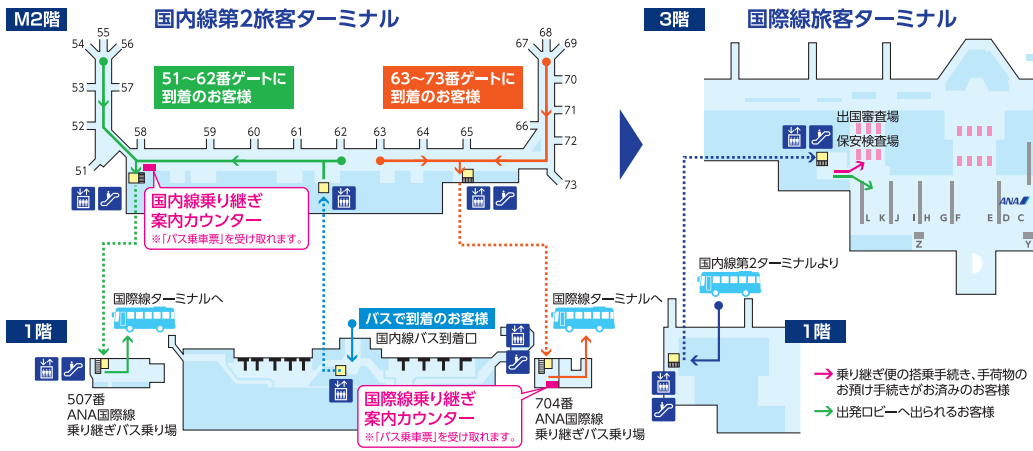 M2階
国内線第2旅客ターミナル
54
55
56
53
57
52
51
58
59
60
61
62
63
64
65
66
67
68
69
70
71
72
73
51～62番ゲートに
到着のお客様
63～73番ゲートに
到着のお客様
国内線乗り継ぎ
案内カウンター
※「バス乗車票」を受け取れます。
1階
国際線ターミナルへ
507番
ANA国際線
乗り継ぎバス乗り場
バスで到着のお客様
国内線バス到着口
国際線乗り継ぎ
案内カウンター
※「バス乗車票」を受け取れます。
国際線ターミナルへ
704番
ANA国際線
乗り継ぎバス乗り場
3階
国際線旅客ターミナル
出国審査場
保安検査場
ANA
L
K
J
I
H
G
F
E
D
C
Z
Y
国内線第2ターミナルより
1階
乗り継ぎ便の搭乗手続き、手荷物の
お預け手続きがお済みのお客様
出発ロビーへ出られるお客様